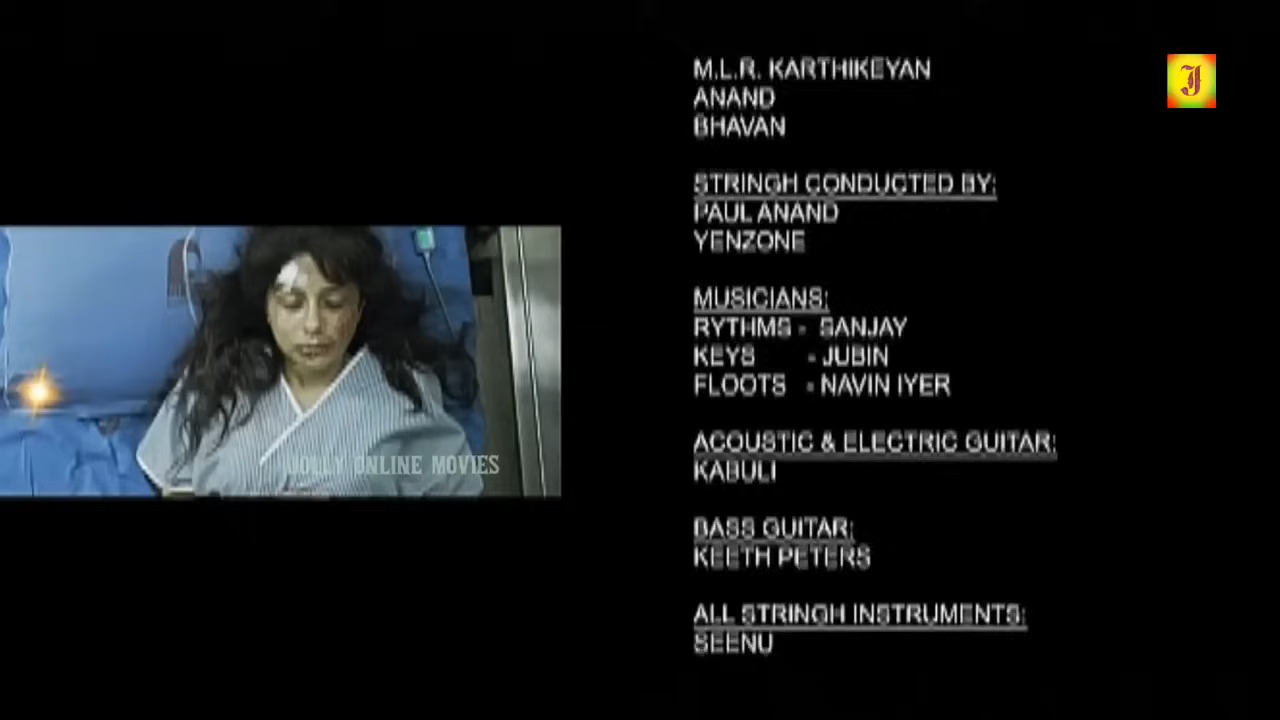 M.L.R. KARTHIKEYAN
ANAND
BHAVAN
STRINGH CONDUCTED BY:
PAUL ANAND
YENZONE
MUSICIANS:
RYTHMS - SANJAY
KEYS - JUBIN
FLOOTS - NAVIN IYER
ACOUSTIC & ELECTRIC GUITAR:
KABULI
BASS GUITAR:
KEETH PETERS
ALL STRINGH INSTRUMENTS:
SEENU
JOLLY ONLINE MOVIES
J